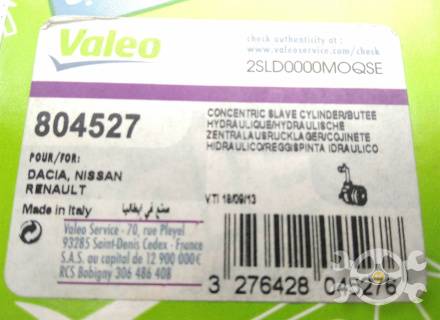 Valeo
check authenticity at :
www.valeoservice.com/check
2SLD0000MOQSE
804527
CONCENTRIC SLAVE CYLINDER/BUTEE
HYDRAULIQUE/HYDRAULISCHE
ZENTRALAUSRUCKLAGER/COJINETE
HIDRAULICO/REGGISPINTA IDRAULICO
POUR/FOR:
DACIA, NISSAN
RENAULT
VTI 18/09/13
Made in Italy صنع في إيطاليا
Valeo Service - 70, rue Pleyel
93285 Saint-Denis Cedex - France
S.A.S. au capital de 12 900 000€
RCS Bobigny 306 486 408
3 276428 045276